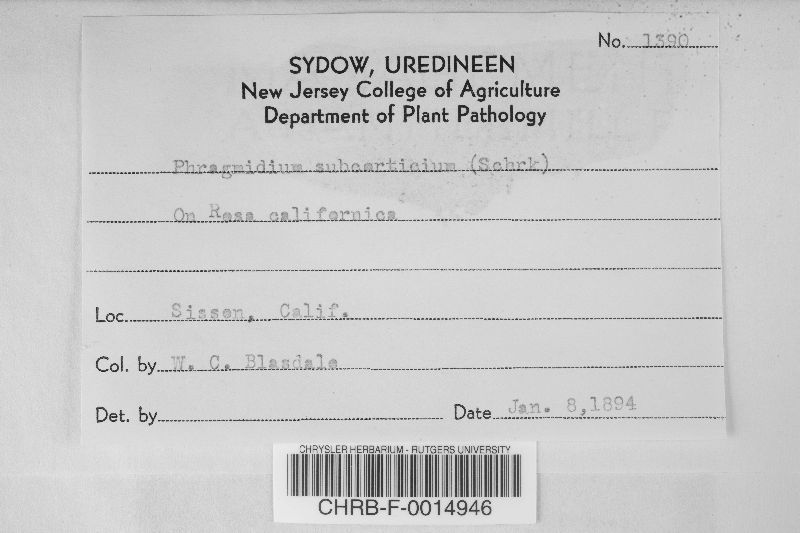 No. 1390
SYDOW, UREDINEEN
New Jersey College of Agriculture
Department of Plant Pathology
Phragmidium subcorticium (Schrk)
On Rosa californica
Loc. Sisson, Calif.
Col. by W. C. Blasdale
Det. by
Date Jan. 8,1894
CHRYSLER HERBARIUM - RUTGERS UNIVERSITY
CHRB-F-0014946